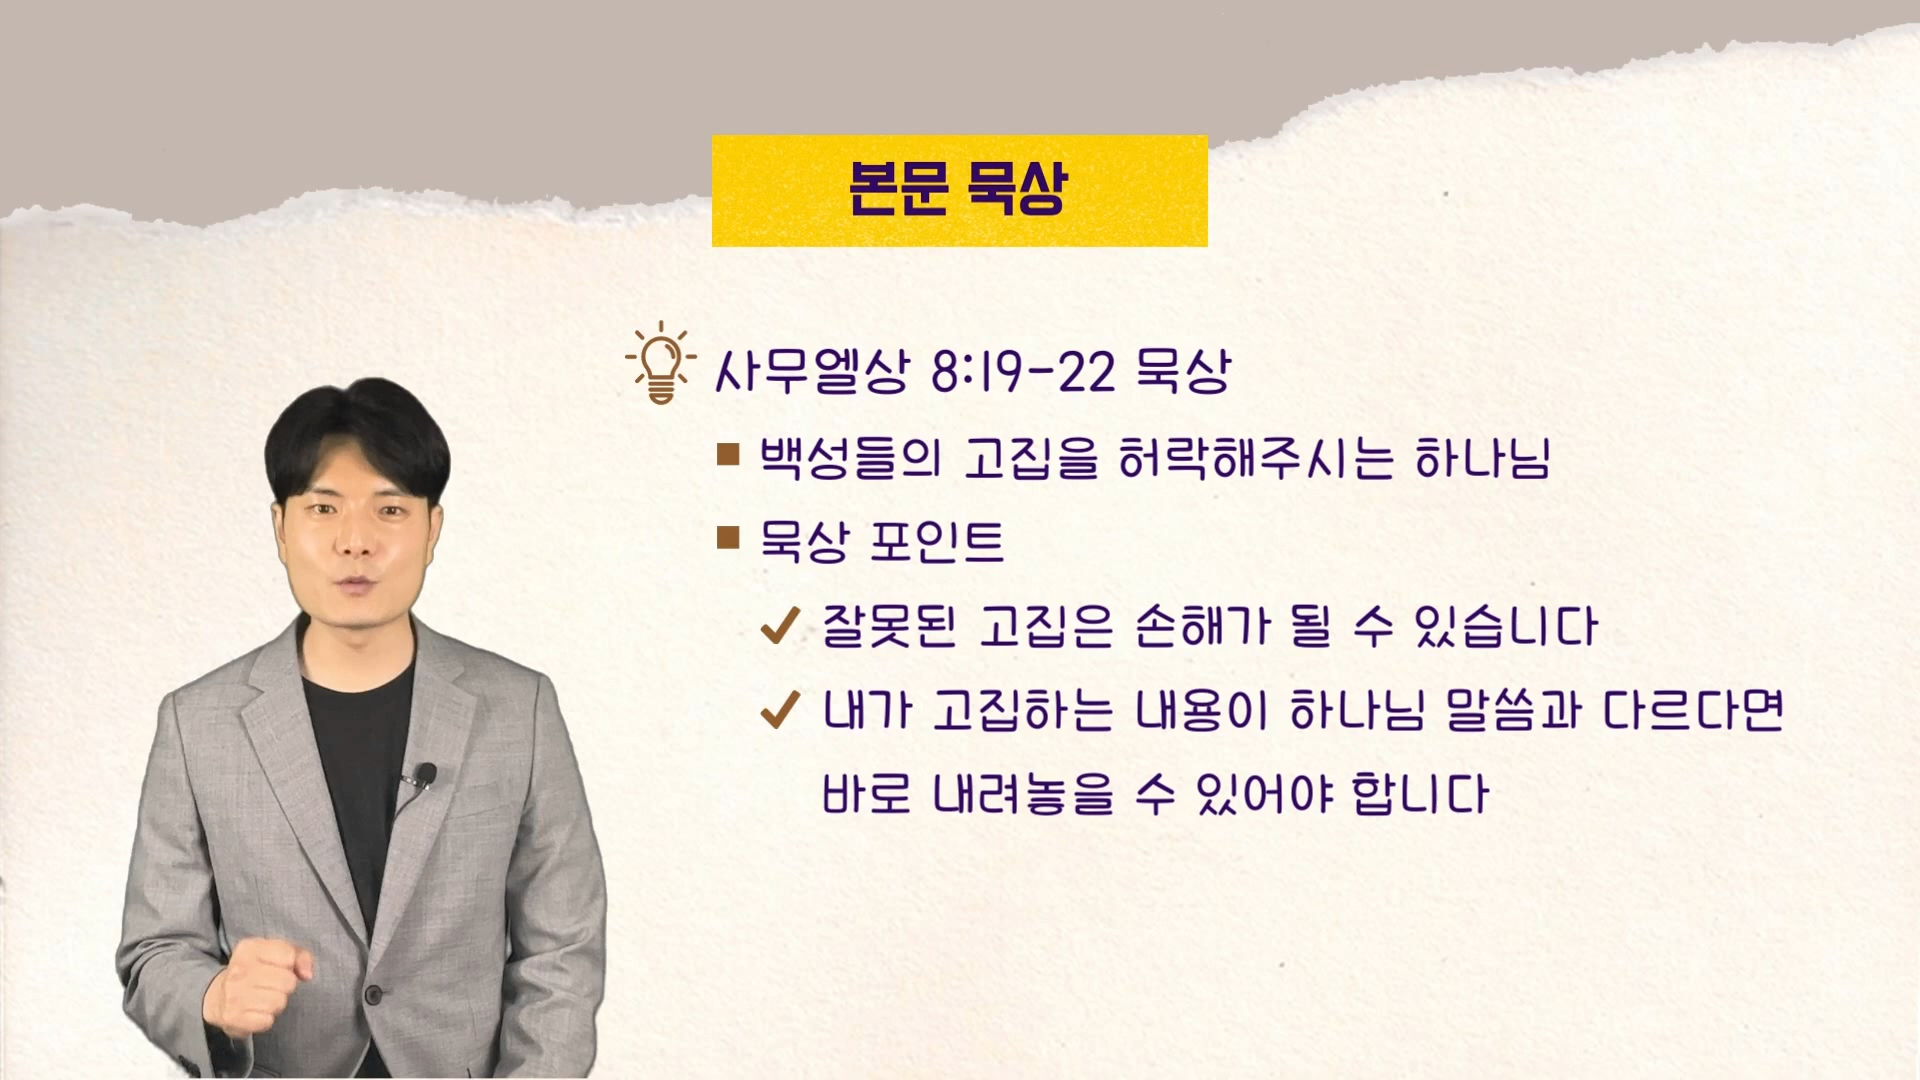 본문 묵상
사무엘상 8:19-22 묵상
백성들의 고집을 허락해주시는 하나님
묵상 포인트
잘못된 고집은 손해가 될 수 있습니다
내가 고집하는 내용이 하나님 말씀과 다르다면
바로 내려놓을 수 있어야 합니다